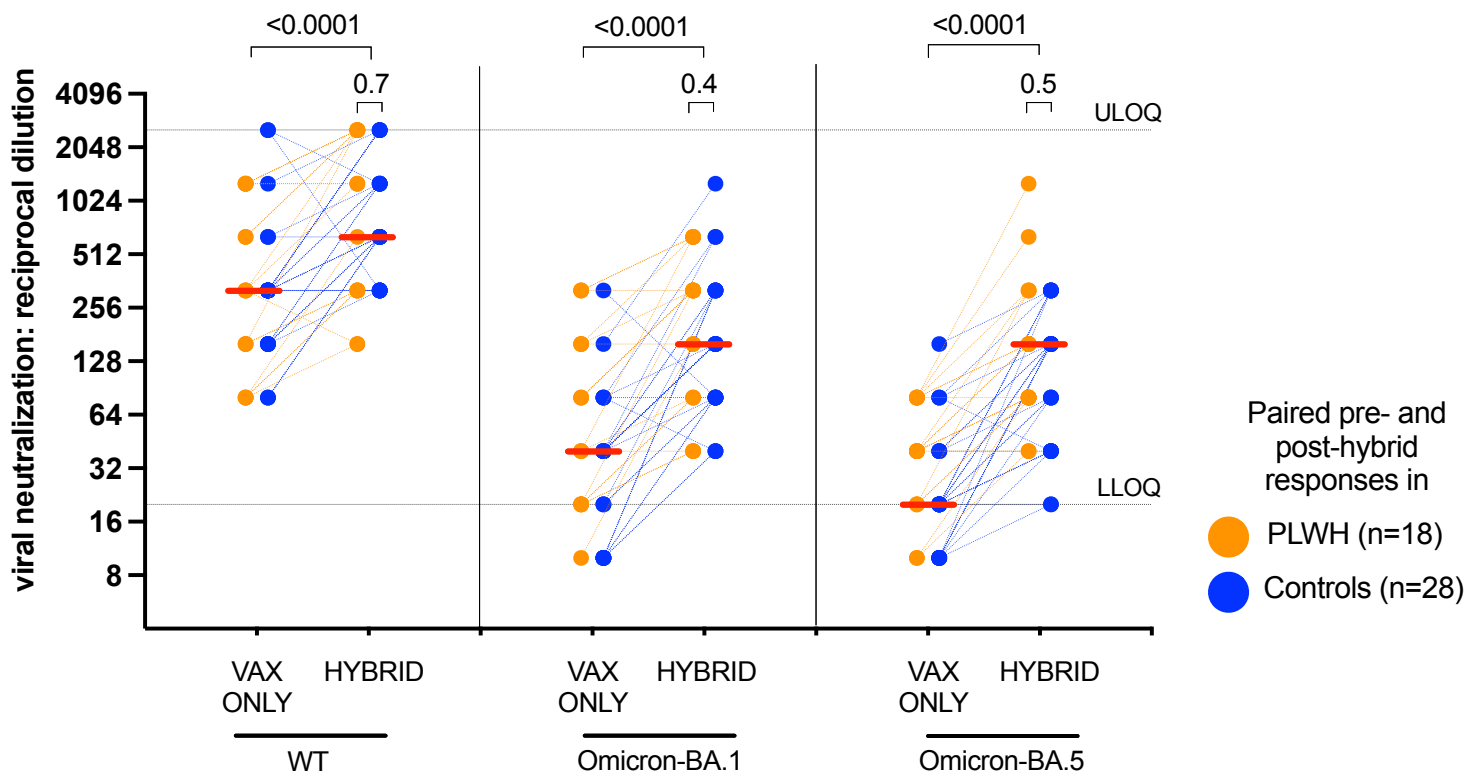 <0.0001
<0.0001
<0.0001
0.7
0.4
0.5
viral neutralization: reciprocal dilution
4096
2048
1024
512
256
128
64
32
16
8
ULOQ
LLOQ
VAX
ONLY
HYBRID
VAX
ONLY
HYBRID
VAX
ONLY
HYBRID
WT
Omicron-BA.1
Omicron-BA.5
Paired pre- and
post-hybrid
responses in
PLWH (n=18)
Controls (n=28)